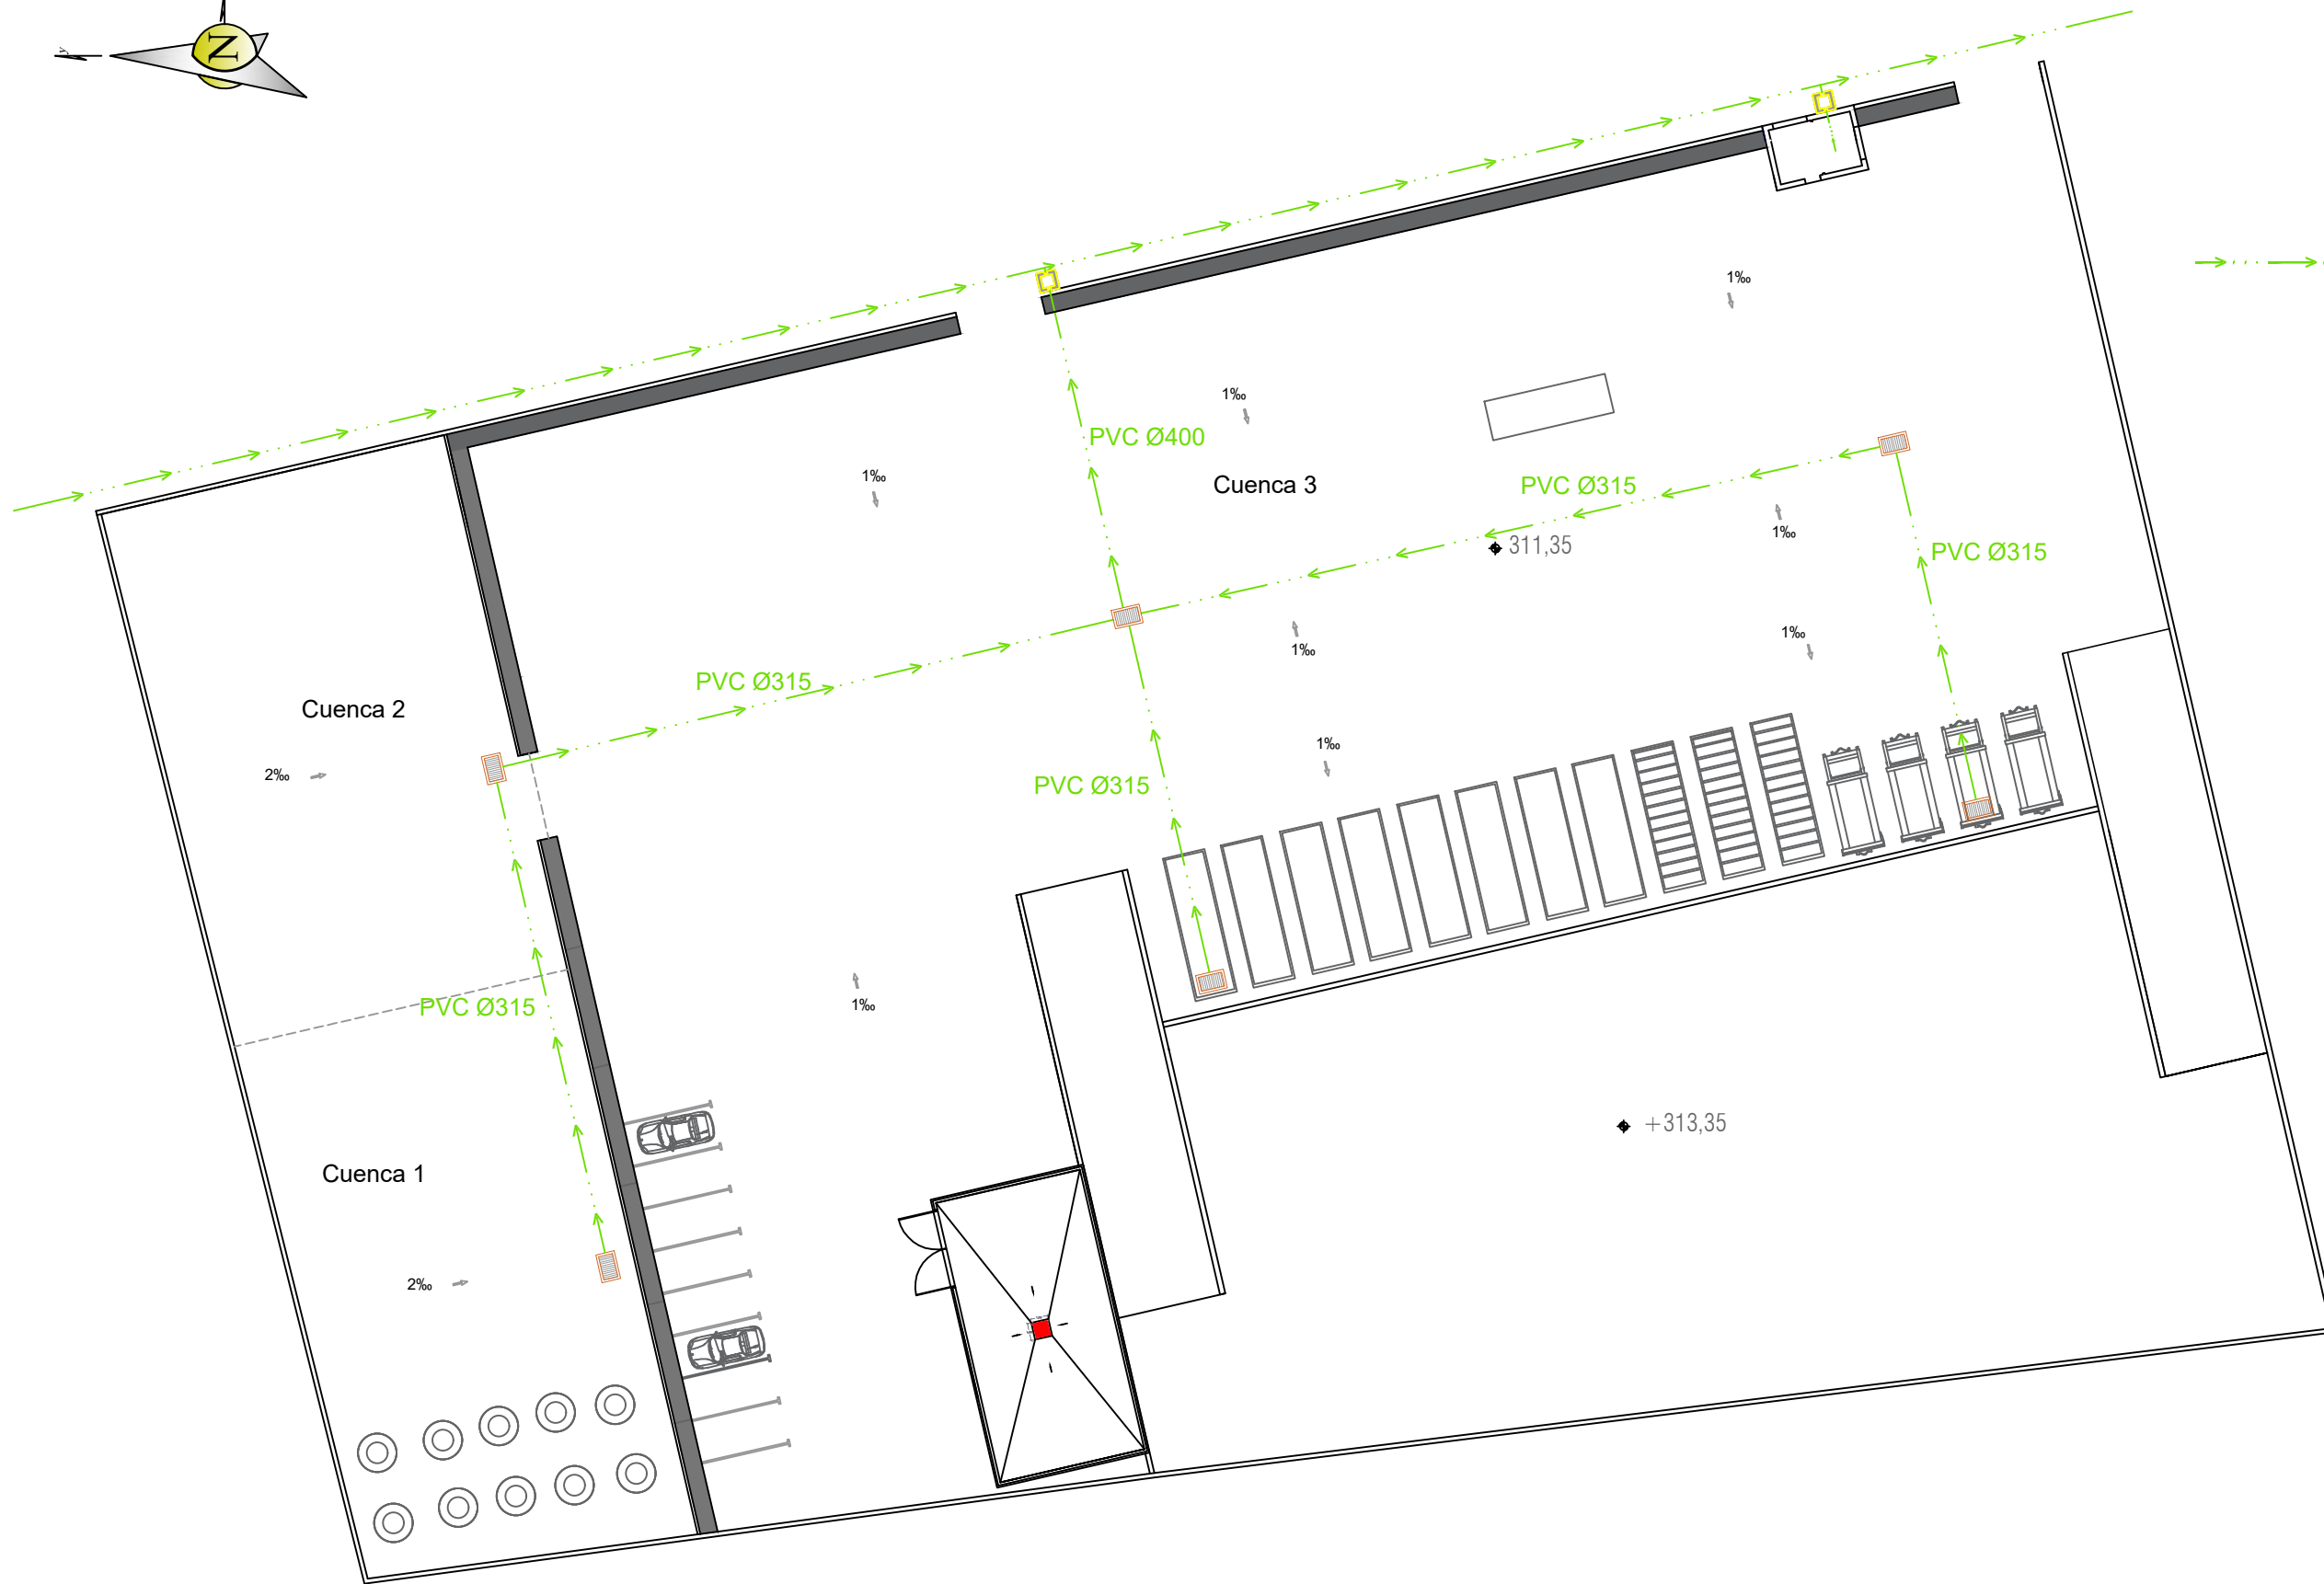 N
y
1‰
1‰
PVC Ø400
1‰
Cuenca 3
PVC Ø315
1‰
311,35
PVC Ø315
1‰
1‰
PVC Ø315
Cuenca 2
1‰
2‰
PVC Ø315
1‰
PVC Ø315
+313,35
Cuenca 1
2‰